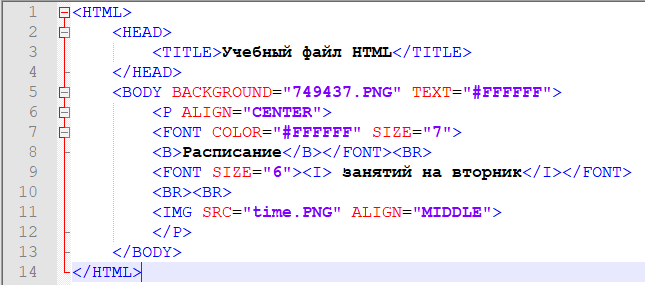 1 <HTML>
2 <HEAD>
3 <TITLE>Учебный файл HTML</TITLE>
4 </HEAD>
5 <BODY BACKGROUND="749437.PNG" TEXT="#FFFFFF">
6 <P ALIGN="CENTER">
7 <FONT COLOR="#FFFFFF" SIZE="7">
8 <B>Расписание</B></FONT><BR>
9 <FONT SIZE="6"><I> занятий на вторник</I></FONT>
10 <BR><BR>
11 <IMG SRC="time.PNG" ALIGN="MIDDLE">
12 </P>
13 </BODY>
14 </HTML>